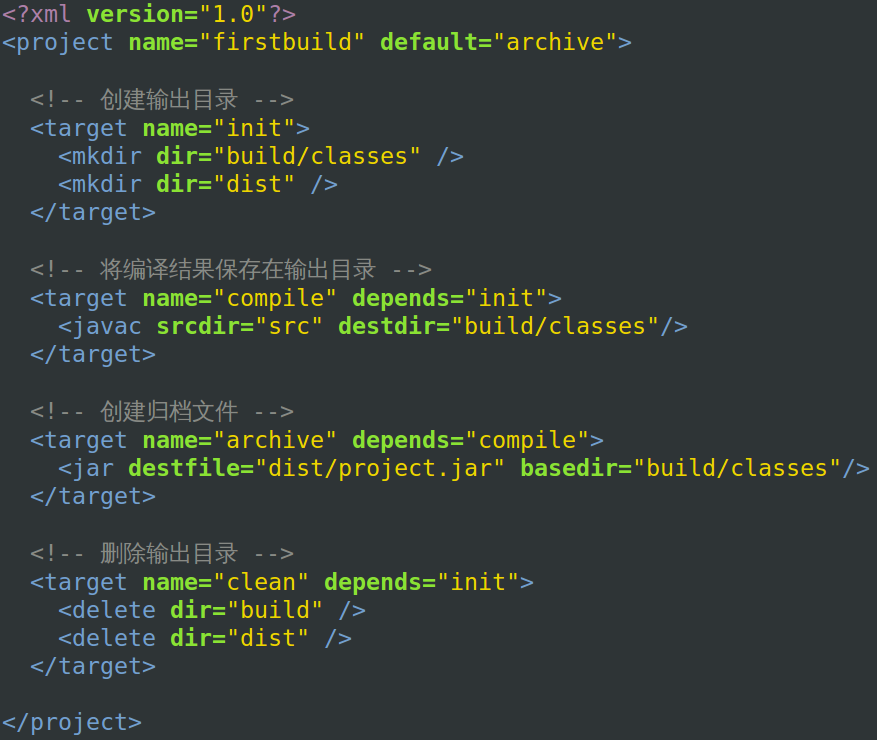 <?xml version="1.0"?>
<project name="firstbuild" default="archive">
<!-- 创建输出目录 -->
<target name="init">
<mkdir dir="build/classes" />
<mkdir dir="dist" />
</target>
<!-- 将编译结果保存在输出目录 -->
<target name="compile" depends="init">
<javac srcdir="src" destdir="build/classes"/>
</target>
<!-- 创建归档文件 -->
<target name="archive" depends="compile">
<jar destfile="dist/project.jar" basedir="build/classes"/>
</target>
<!-- 删除输出目录 -->
<target name="clean" depends="init">
<delete dir="build" />
<delete dir="dist" />
</target>
</project>